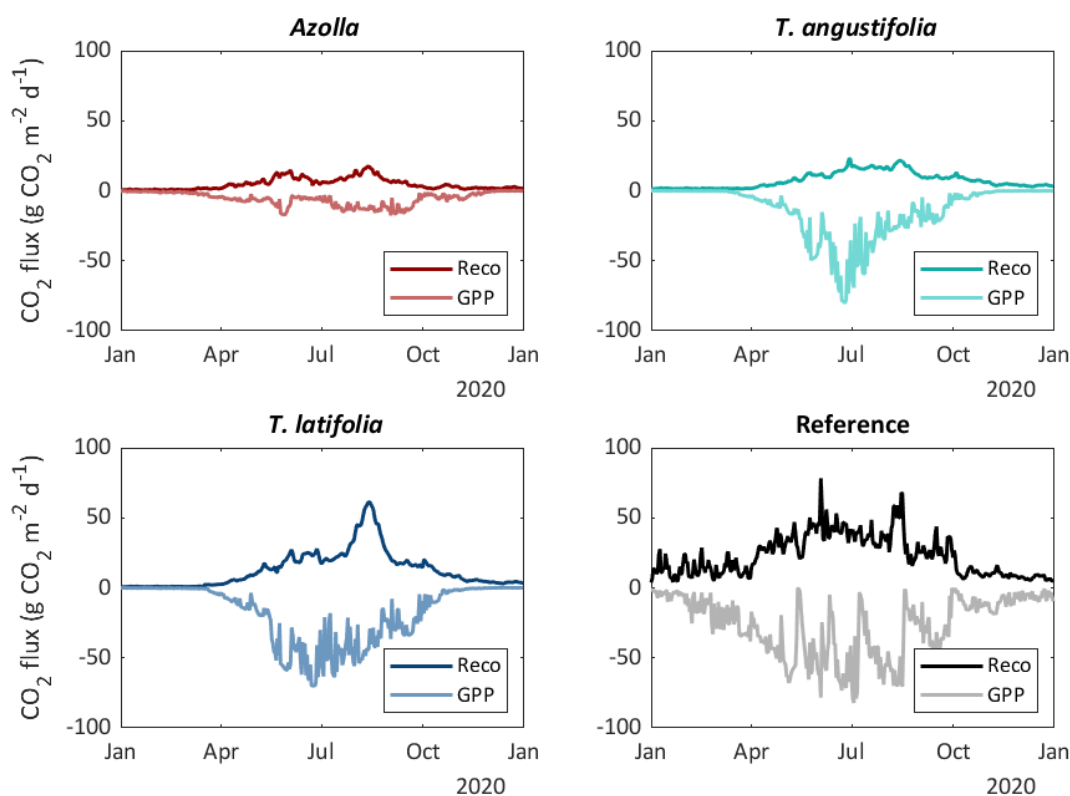 Azolla
CO2 flux (g CO2 m-2 d-1)
100
50
0
-50
-100
Reco
GPP
Jan
Apr
Jul
Oct
Jan
2020
T. angustifolia
100
50
0
-50
-100
Reco
GPP
Jan
Apr
Jul
Oct
Jan
2020
T. latifolia
CO2 flux (g CO2 m-2 d-1)
100
50
0
-50
-100
Reco
GPP
Jan
Apr
Jul
Oct
Jan
2020
Reference
100
50
0
-50
-100
Reco
GPP
Jan
Apr
Jul
Oct
Jan
2020